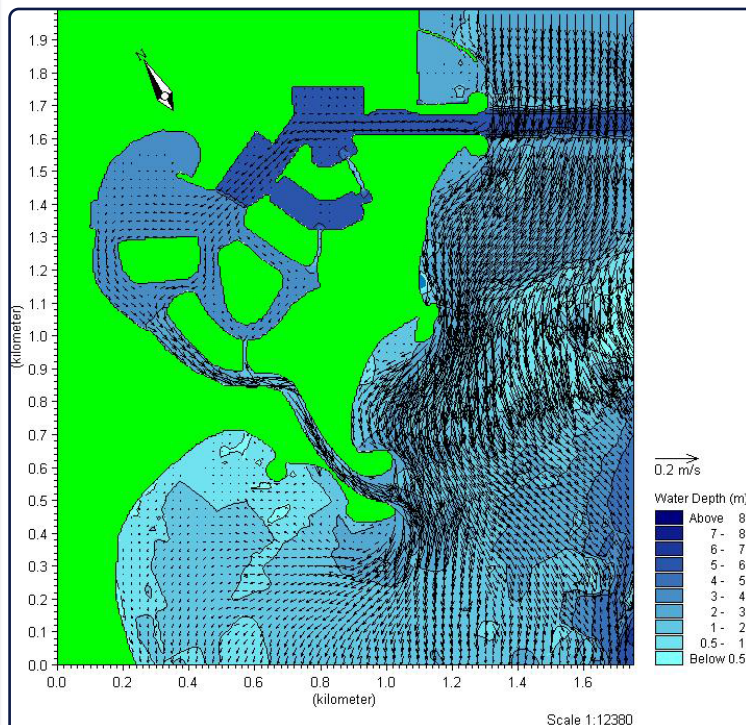 N
1.9
1.8
1.7
1.6
1.5
1.4
1.3
1.2
1.1
(kilometer)
1.0
0.9
0.8
0.7
0.6
0.5
0.4
0.3
0.2
0.1
0.0
0.0 0.2 0.4 0.6 0.8 1.0 1.2 1.4 1.6
(kilometer)
Scale 1:12380
0.2 m/s
Water Depth (m)
Above 8
7 - 8
6 - 7
5 - 6
4 - 5
3 - 4
2 - 3
1 - 2
0.5 - 1
Below 0.5